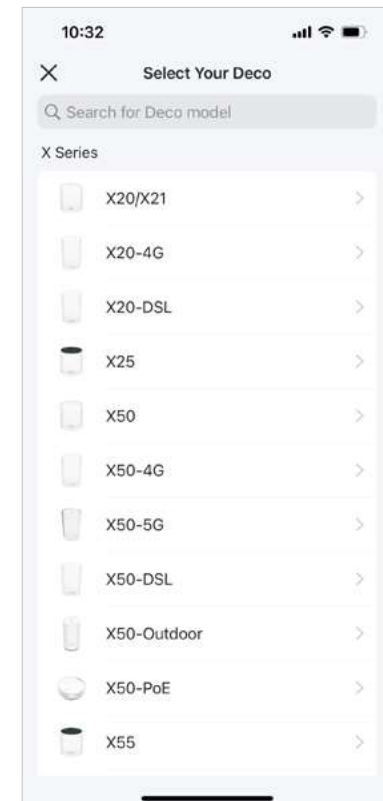 10:32
Select Your Deco
Search for Deco model
X Series
X20/X21
X20-4G
X20-DSL
X25
X50
X50-4G
X50-5G
X50-DSL
X50-Outdoor
X50-PoE
X55